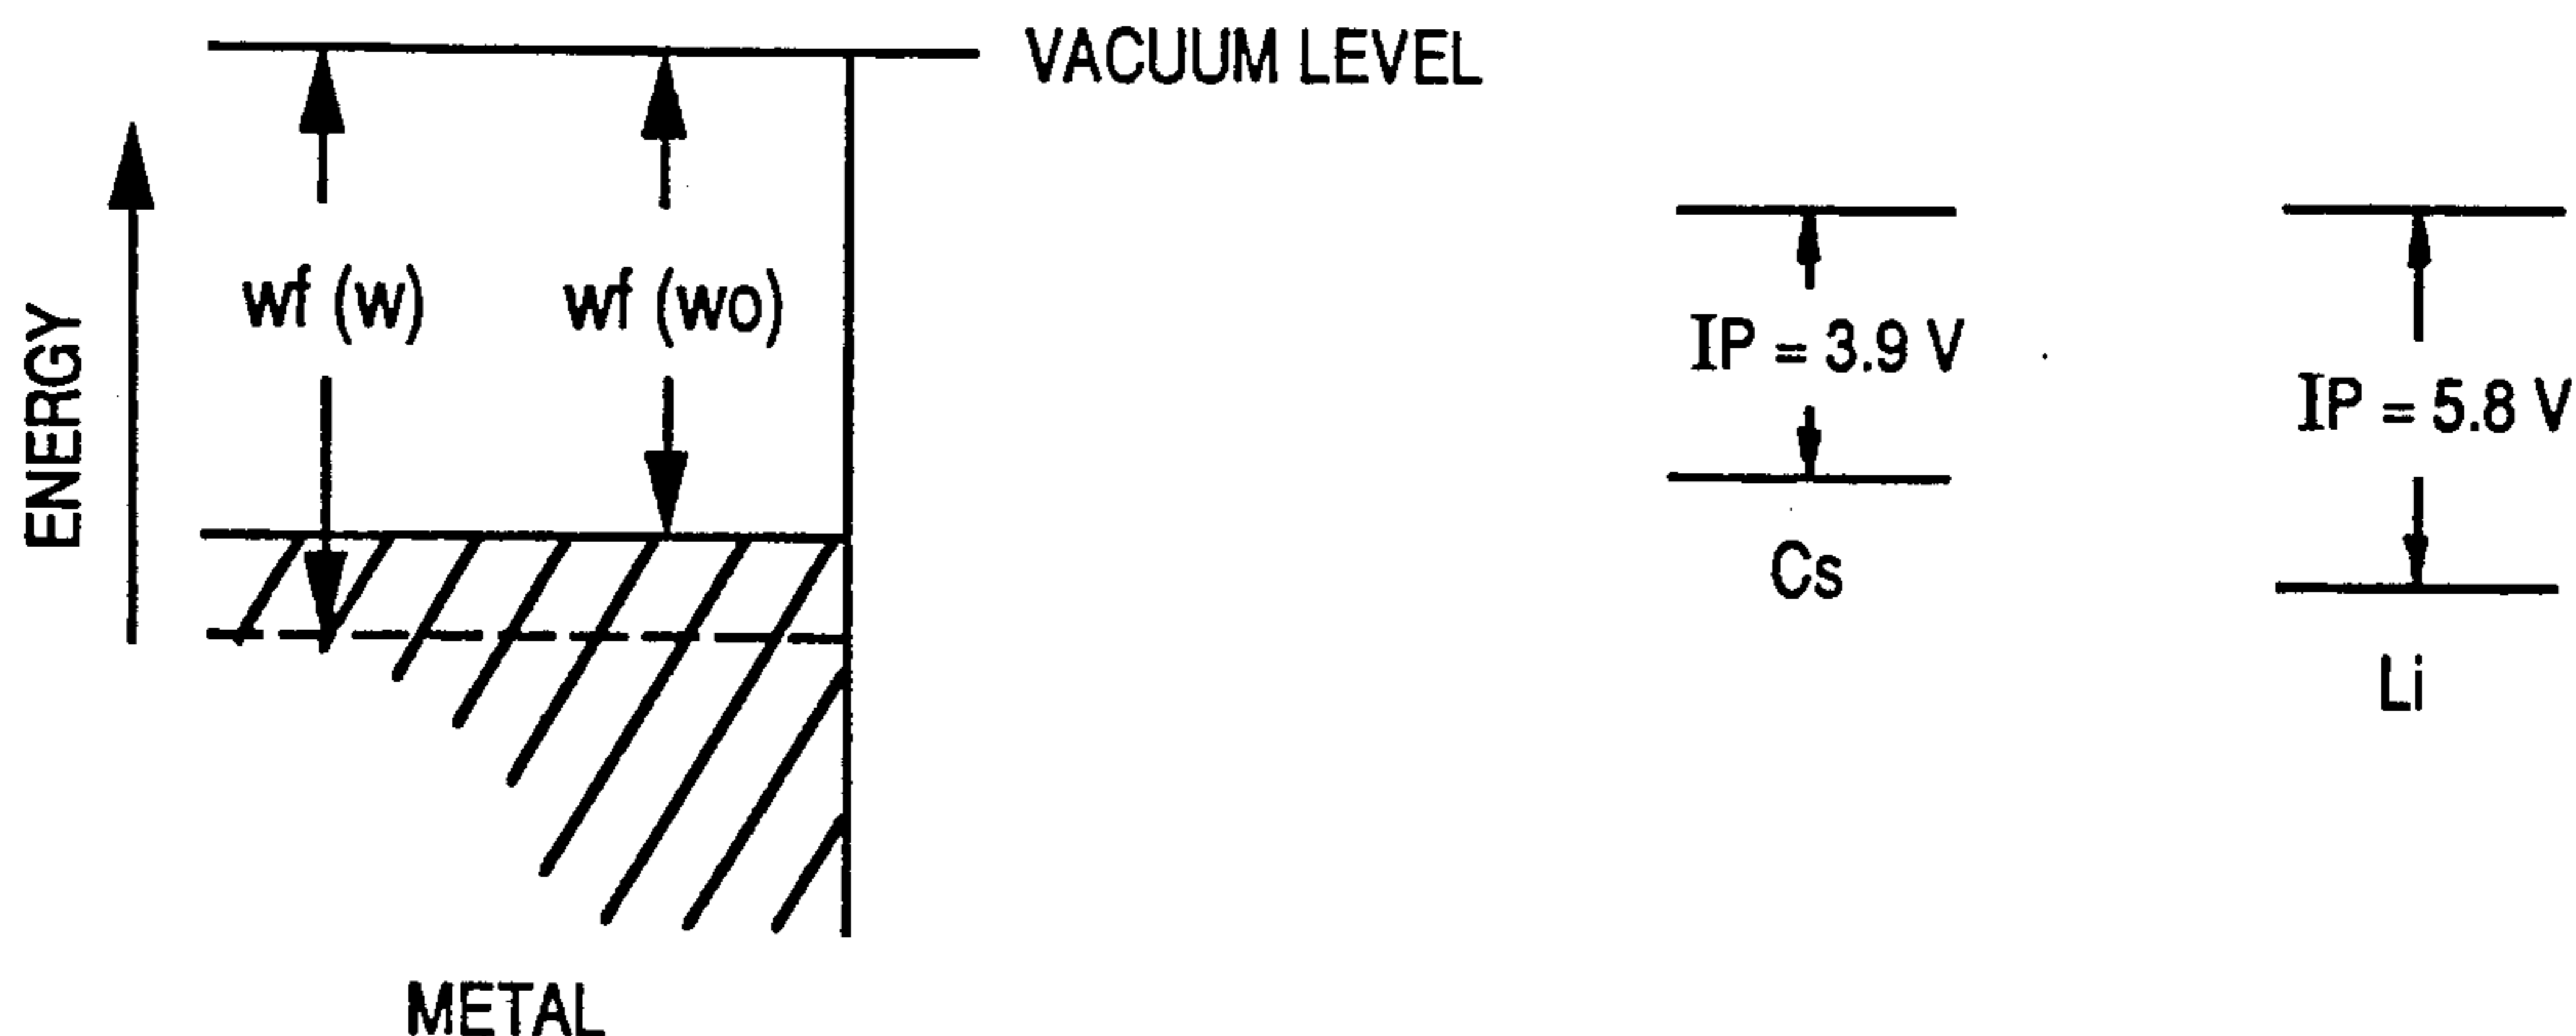 VACUUM LEVEL
ENERGY
wf (w)
wf (wo)
IP = 3.9 V
IP = 5.8 V
Cs
Li
METAL